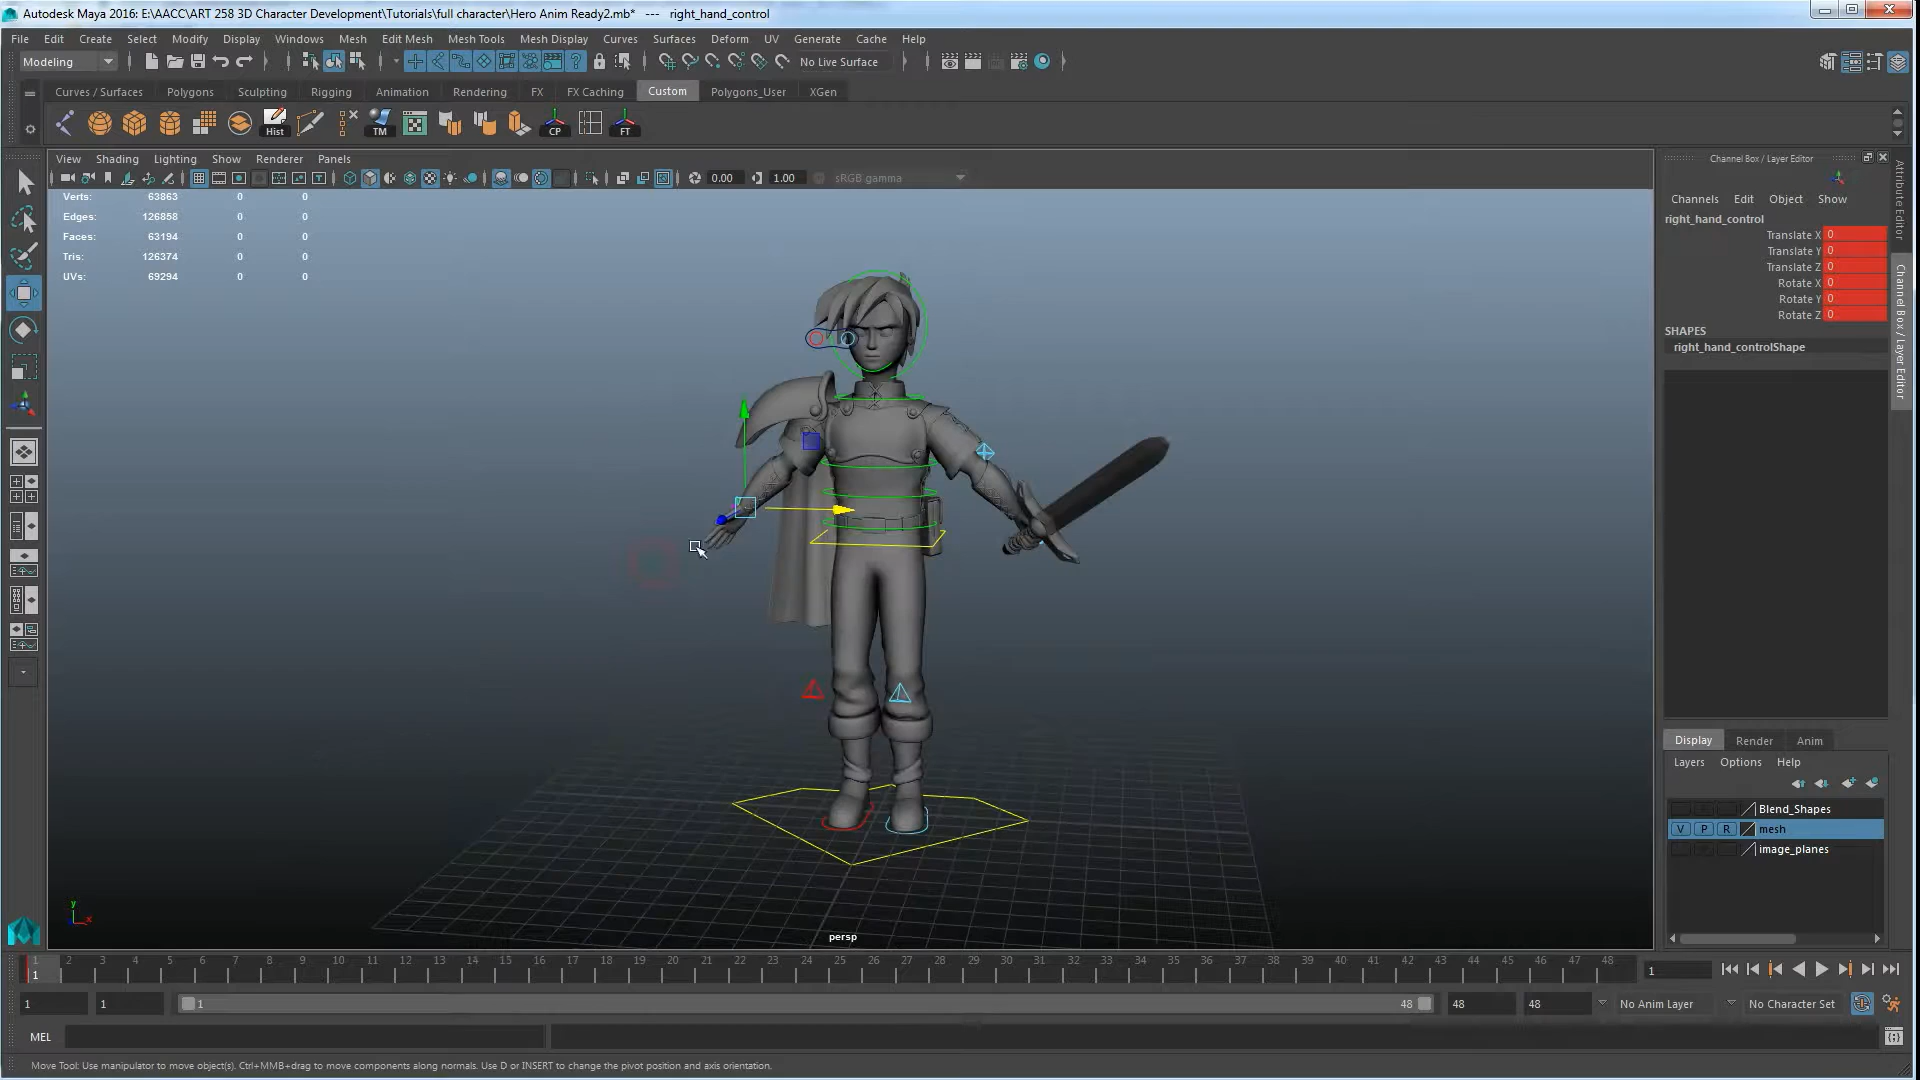 Autodesk Maya 2016: E:\AACC\ART 258 3D Character Development\Tutorials\full character\Hero Anim Ready2.mb*   ---   right_hand_control
File Edit Create Select Modify Display Windows Mesh Edit Mesh Mesh Tools Mesh Display Curves Surfaces Deform UV Generate Cache Help
Modeling No Live Surface
Curves / Surfaces Polygons Sculpting Rigging Animation Rendering FX FX Caching Custom Polygons_User XGen
Hist TM CP FT
View Shading Lighting Show Renderer Panels
0.00 1.00 sRGB gamma
Verts: 63863 0 0
Edges: 126858 0 0
Faces: 63194 0 0
Tris: 126374 0 0
UVs: 69294 0 0
persp
y
x
Channel Box / Layer Editor
Channels Edit Object Show
right_hand_control
Translate X 0
Translate Y 0
Translate Z 0
Rotate X 0
Rotate Y 0
Rotate Z 0
SHAPES
right_hand_controlShape
Attribute Editor
Channel Box / Layer Editor
Display Render Anim
Layers Options Help
Blend_Shapes
V P R mesh
image_planes
1 2 3 4 5 6 7 8 9 10 11 12 13 14 15 16 17 18 19 20 21 22 23 24 25 26 27 28 29 30 31 32 33 34 35 36 37 38 39 40 41 42 43 44 45 46 47 48
1 1
1 1 1 48 48 48 No Anim Layer No Character Set
MEL
Move Tool: Use manipulator to move object(s). Ctrl+MMB+drag to move components along normals. Use D or INSERT to change the pivot position and axis orientation.